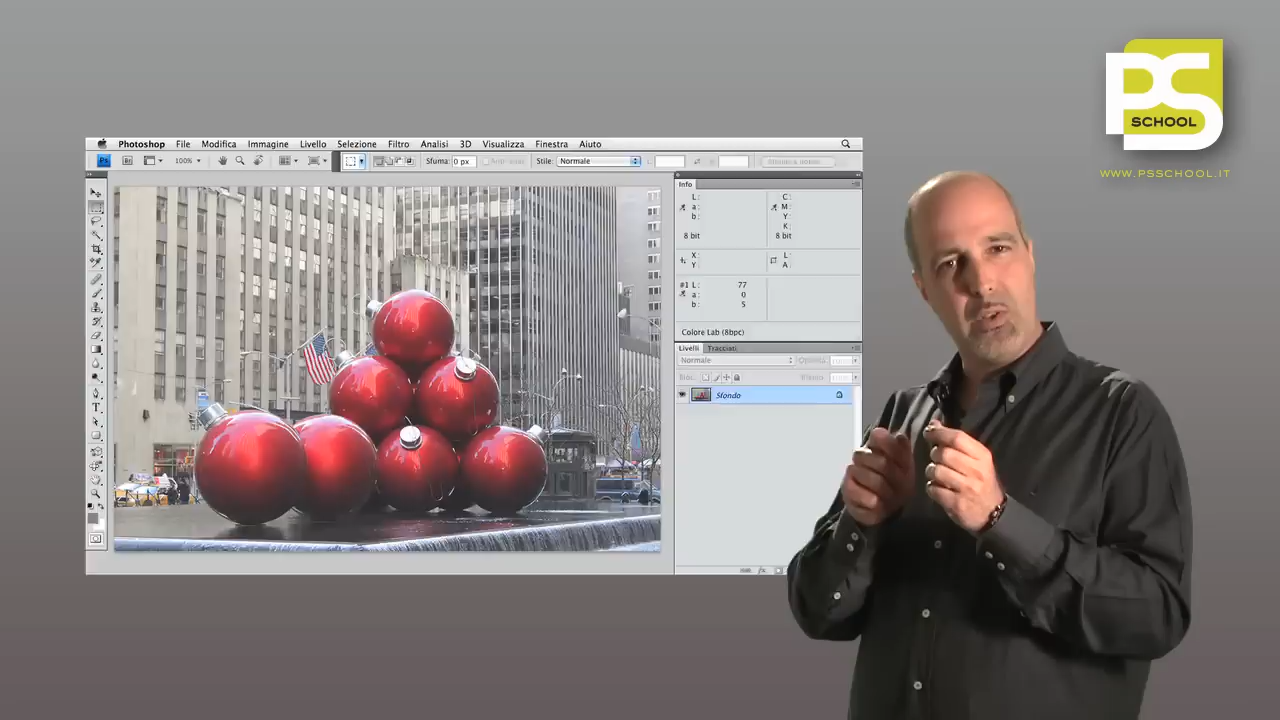 PS
SCHOOL
WWW.PSSCHOOL.IT
Photoshop File Modifica Immagine Livello Selezione Filtro Analisi 3D Visualizza Finestra Aiuto
Ps Br 100% Sfuma: 0 px Stile: Normale
Info
L: C:
a: M:
b: Y:
K:
8 bit 8 bit
X: L:
Y: A:
#1 L: 77
a: 0
b: 5
Colore Lab (8bpc)
Livelli Tracciati
Normale
Sfondo
T